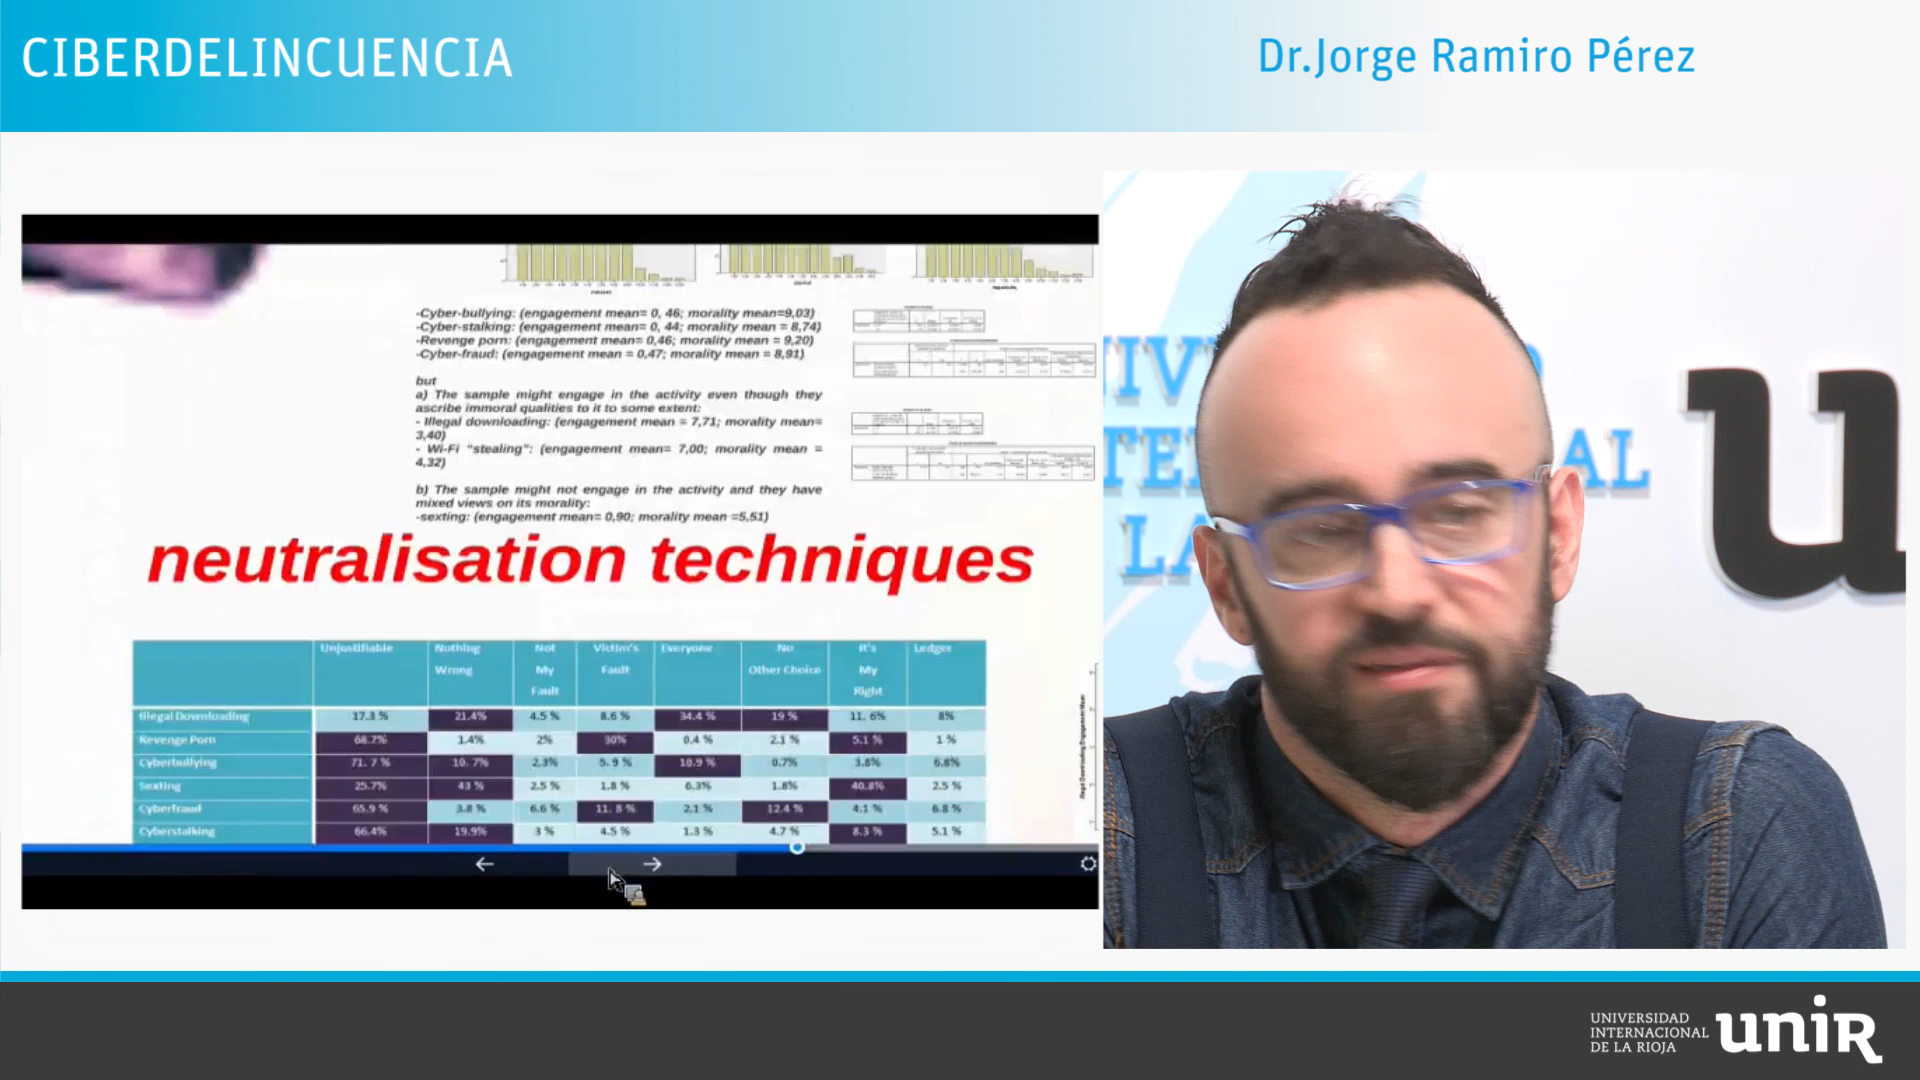 CIBERDELINCUENCIA
Dr.Jorge Ramiro Pérez
-Cyber-bullying: (engagement mean= 0, 46; morality mean=9,03)
-Cyber-stalking: (engagement mean= 0, 44; morality mean = 8,74)
-Revenge porn: (engagement mean= 0,46; morality mean = 9,20)
-Cyber-fraud: (engagement mean = 0,47; morality mean = 8,91)
but
a) The sample might engage in the activity even though they
ascribe immoral qualities to it to some extent:
- Illegal downloading: (engagement mean = 7,71; morality mean=
3,40)
- Wi-Fi "stealing": (engagement mean= 7,00; morality mean =
4,32)
b) The sample might not engage in the activity and they have
mixed views on its morality:
-sexting: (engagement mean= 0,90; morality mean =5,51)
neutralisation techniques
Unjustifiable Nothing Not Victim's Everyone No It's Ledger
Wrong My Fault Other Choice My
Fault Right
Illegal Downloading 17.3 % 21.4% 4.5 % 8.6 % 34.4 % 19 % 11. 6% 8%
Revenge Porn 68.7% 1.4% 2% 30% 0.4 % 2.1 % 5.1 % 1 %
Cyberbullying 71. 7 % 10. 7% 2.3% 5. 9 % 10.9 % 0.7% 3.8% 6.8%
Sexting 25.7% 43 % 2.5 % 1.8 % 6.3% 1.8% 40.8% 2.5 %
Cyberfraud 65.9 % 3.8 % 6.6 % 11. 8 % 2.1 % 12.4 % 4.1 % 6.8 %
Cyberstalking 66.4% 19.9% 3 % 4.5 % 1.3 % 4.7 % 8.3 % 5.1 %
AL
LA
u
UNIVERSIDAD
INTERNACIONAL
DE LA RIOJA
uniR